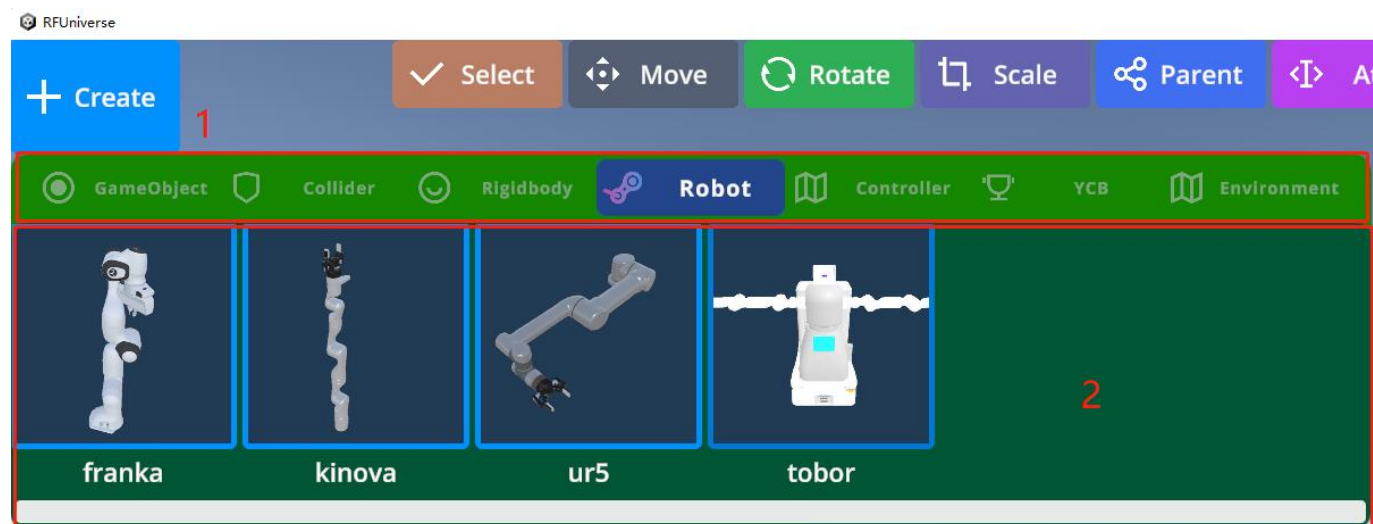 RFUniverse
Create
Select Move Rotate Scale Parent
1
GameObject Collider Rigidbody Robot Controller YCB Environment
2
franka kinova ur5 tobor